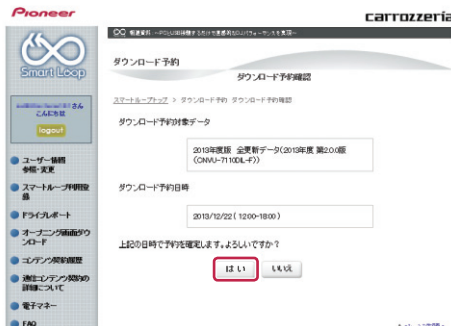 Pioneer
carrozzeria
Smart Loop
さん
こんにちは
logout
ユーザー情報
参照・変更
スマートループ利用登
録
ドライブレポート
オープニング画面ダウ
ンロード
コンテンツ契約履歴
通信コンテンツ契約の
詳細について
電子マネー
FAQ
ダウンロード予約
ダウンロード予約確認
スマートループトップ > ダウンロード予約 ダウンロード予約確認
ダウンロード予約対象データ
2013年度版 全更新データ(2013年度 第2.0.0版
(CNVU-7110DL-F))
ダウンロード予約日時
2013/12/22 ( 12:00-18:00 )
上記の日時で予約を確定します。よろしいですか？
はい
いいえ